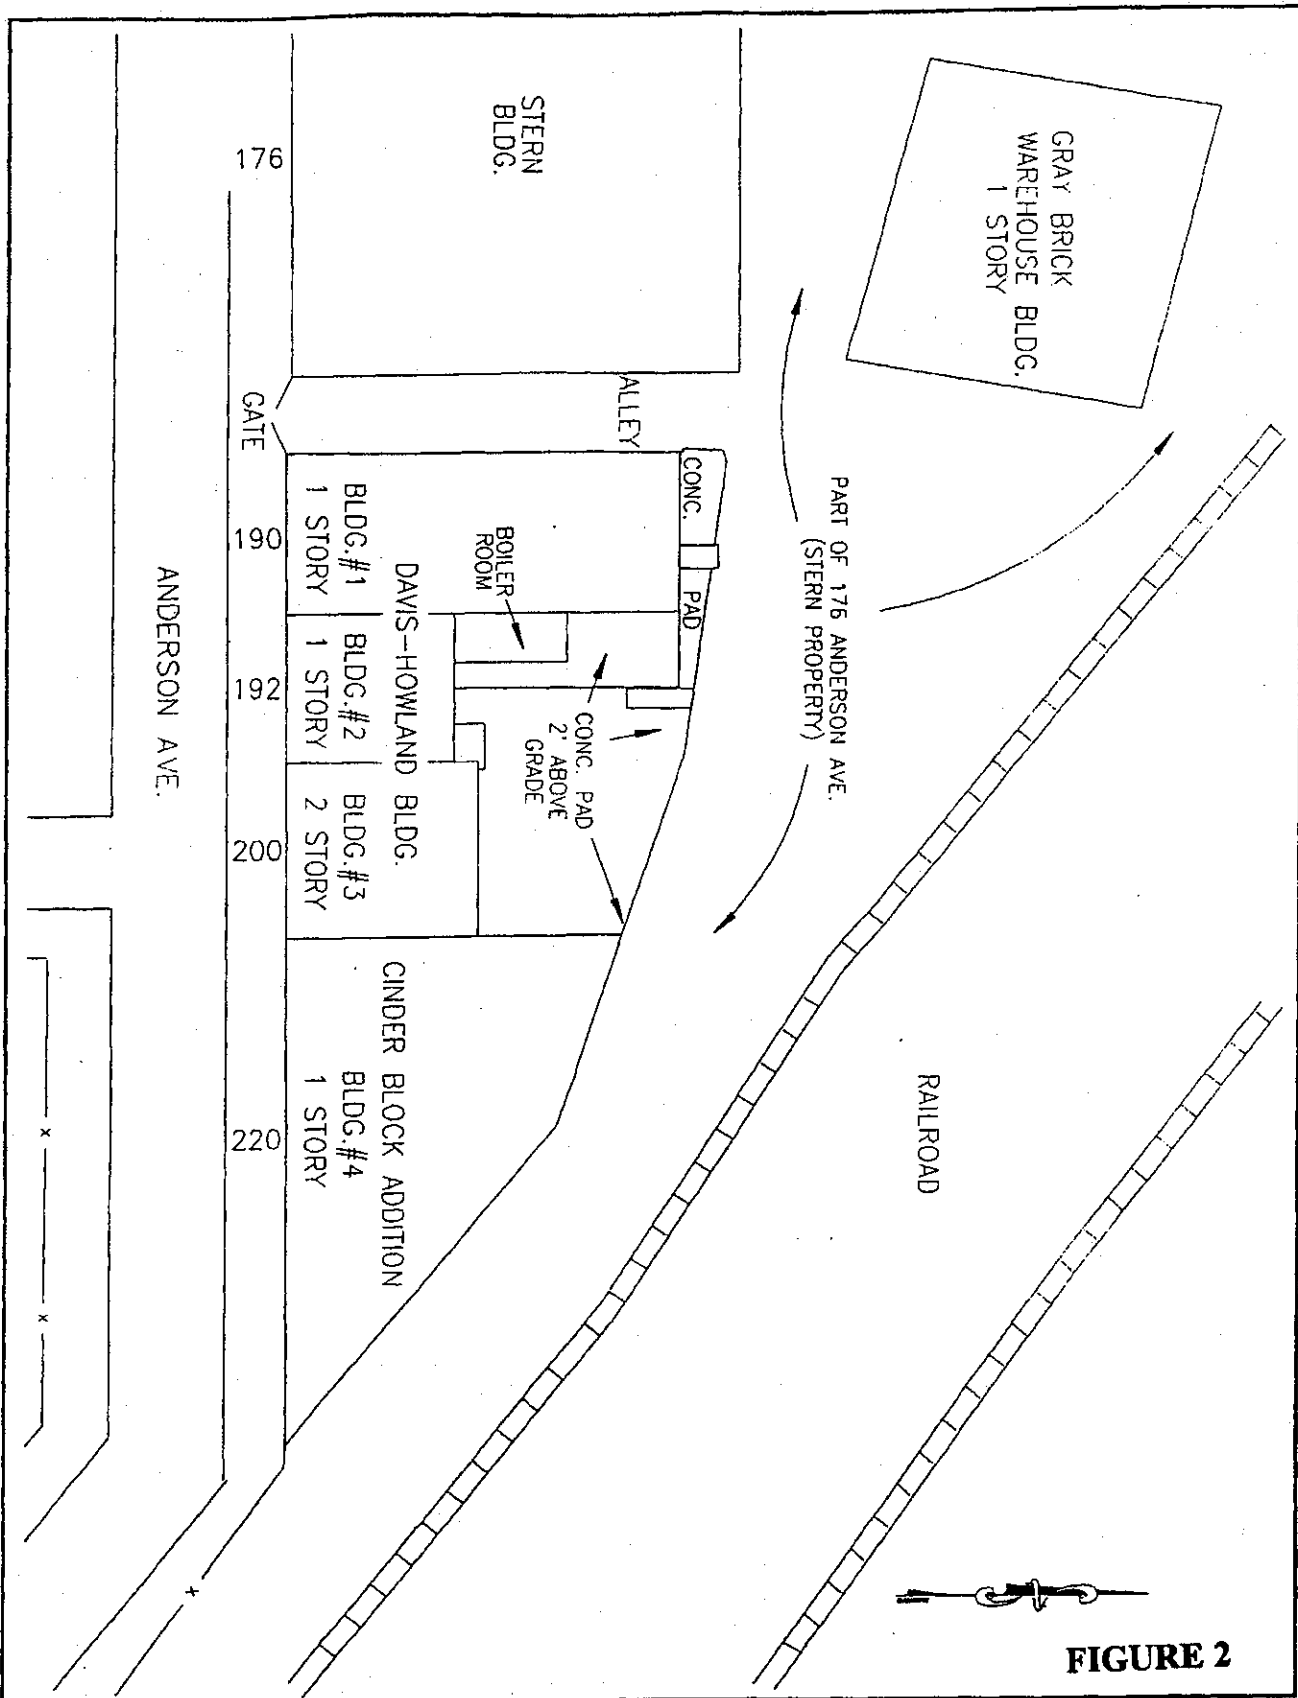 GRAY BRICK
WAREHOUSE BLDG.
1 STORY
STERN
BLDG.
176
ALLEY
GATE
CONC.
PAD
PART OF 176 ANDERSON AVE.
(STERN PROPERTY)
BOILER
ROOM
CONC. PAD
2' ABOVE
GRADE
DAVIS-HOWLAND BLDG.
BLDG.#1
1 STORY
190
BLDG.#2
1 STORY
192
BLDG.#3
2 STORY
200
CINDER BLOCK ADDITION
BLDG.#4
1 STORY
220
ANDERSON AVE.
RAILROAD
FIGURE 2